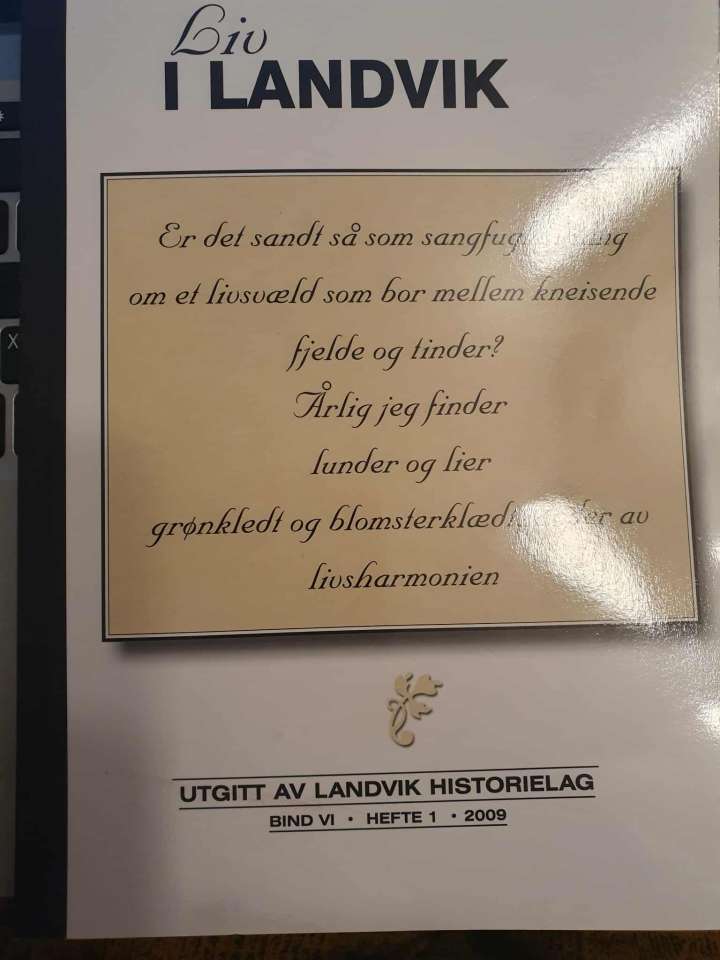 Liv
I LANDVIK
Er det sandt så som
om et livsvæld som bor mellem kneisende
fjelde og tinder?
Årlig jeg finder
lunder og lier
grønkledt og av
livsharmonien
UTGITT AV LANDVIK HISTORIELAG
BIND VI • HEFTE 1 • 2009
X